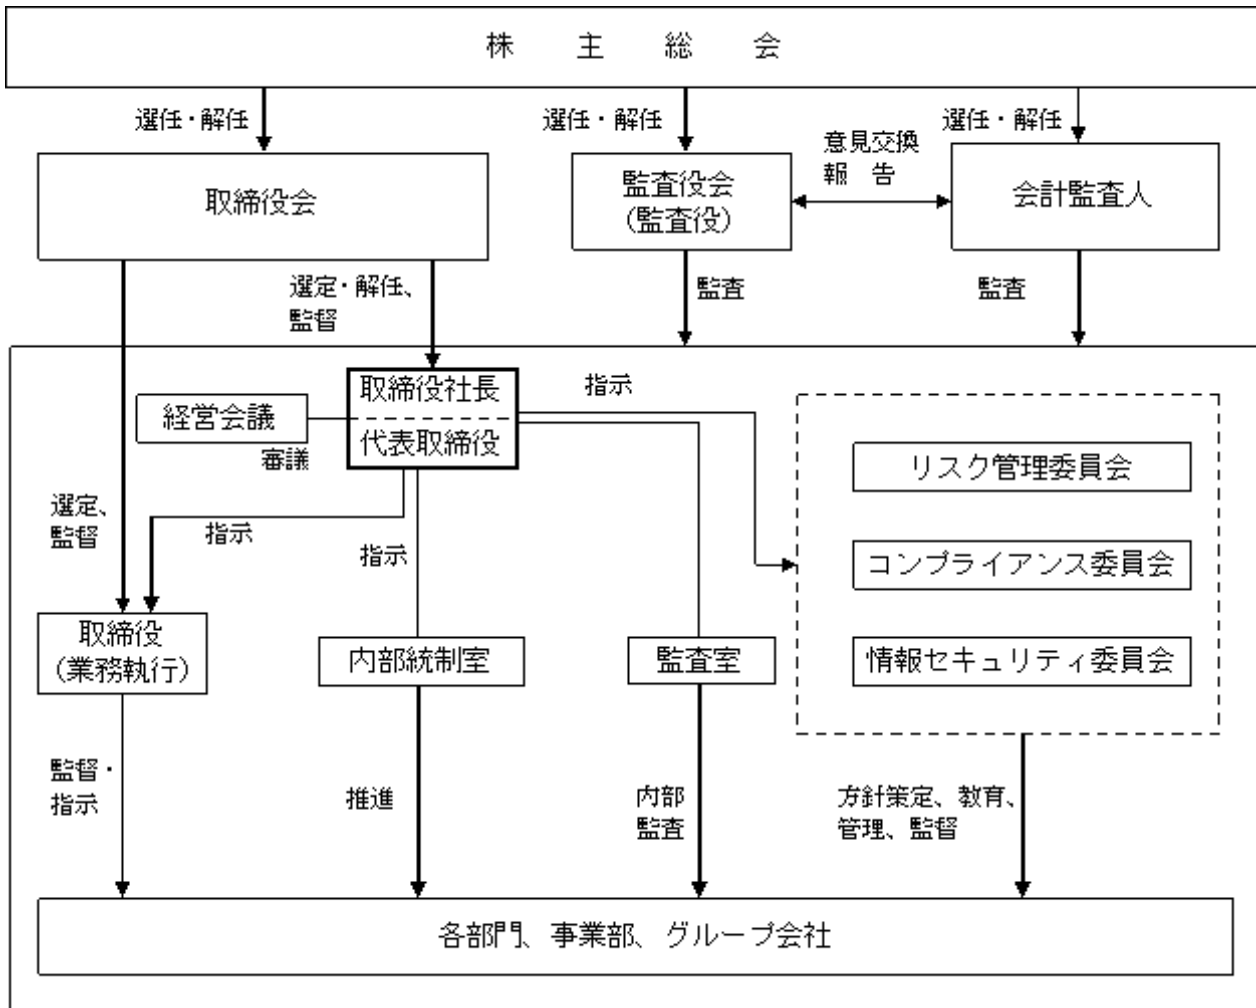 株主総会
選任・解任
選任・解任
選任・解任
意見交換
報告
取締役会
監査役会
(監査役)
会計監査人
選定・解任、
監督
監査
監査
取締役社長
代表取締役
指示
経営会議
審議
リスク管理委員会
選定、
監督
指示
指示
コンプライアンス委員会
取締役
(業務執行)
内部統制室
監査室
情報セキュリティ委員会
監督・
指示
推進
内部
監査
方針策定、教育、
管理、監督
各部門、事業部、グループ会社